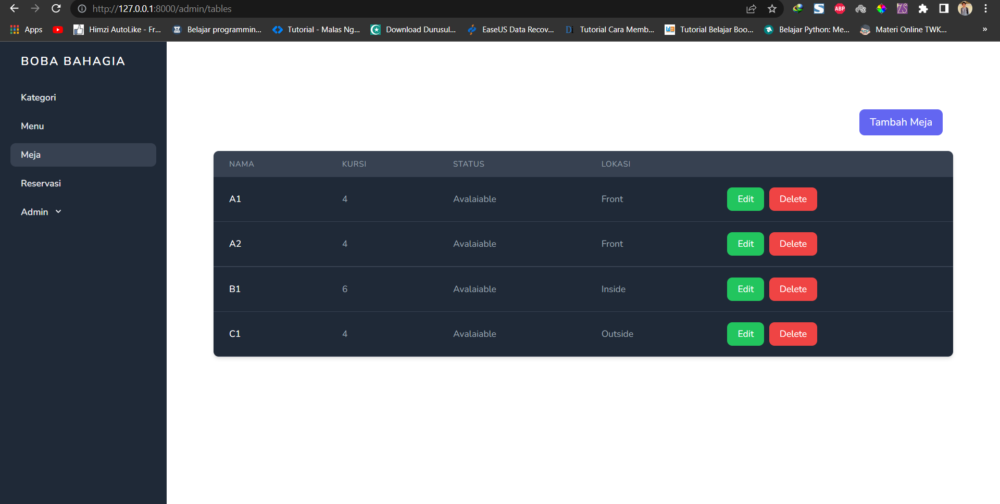 http://127.0.0.1:8000/admin/tables
ABP
Apps Himzi AutoLike - Fr... Belajar programmin... Tutorial - Malas Ng... Download Durusul... EaseUS Data Recov... Di Tutorial Cara Memb... Tutorial Belajar Boo... Belajar Python: Me... Materi Online TWK... »
BOBA BAHAGIA
Kategori
Menu
Meja
Reservasi
Admin
Tambah Meja
NAMA KURSI STATUS LOKASI
A1 4 Avalaiable Front Edit Delete
A2 4 Avalaiable Front Edit Delete
B1 6 Avalaiable Inside Edit Delete
C1 4 Avalaiable Outside Edit Delete